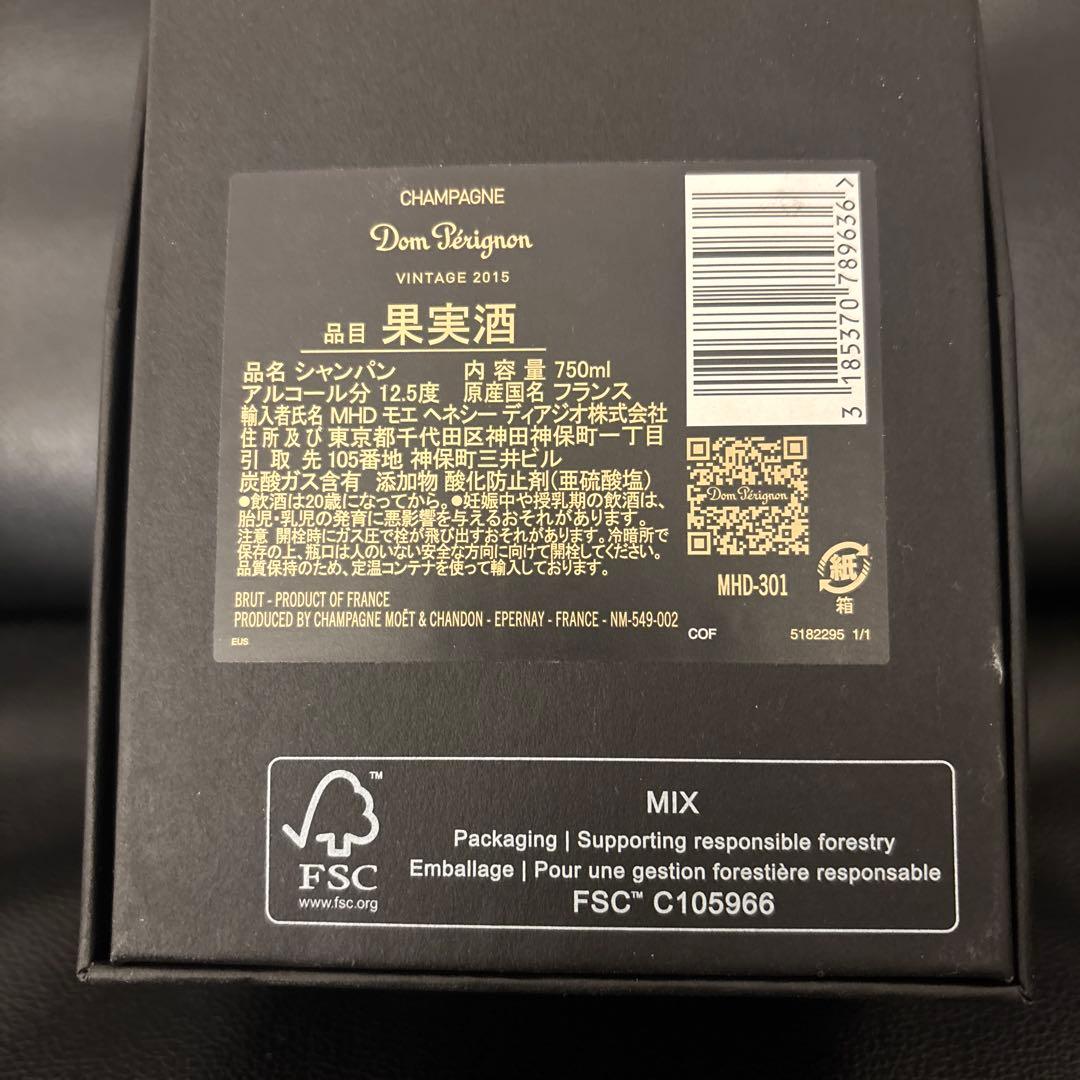 CHAMPAGNE
Dom Pérignon
VINTAGE 2015
品目 果実酒
品名 シャンパン 内容量 750ml
アルコール分 12.5度 原産国名 フランス
輸入者氏名 MHD モエ ヘネシー ディアジオ株式会社
住所及び 東京都千代田区神田神保町一丁目
引取先 105番地 神保町三井ビル
炭酸ガス含有 添加物 酸化防止剤(亜硫酸塩)
●飲酒は20歳になってから。●妊娠中や授乳期の飲酒は、
胎児・乳児の発育に悪影響を与えるおそれがあります。
注意 開栓時にガス圧で栓が飛び出すおそれがあります。冷暗所で
保存の上、瓶口は人のいない安全な方向に向けて開栓してください。
品質保持のため、定温コンテナを使って輸入しております。
BRUT - PRODUCT OF FRANCE
PRODUCED BY CHAMPAGNE MOËT & CHANDON - EPERNAY - FRANCE - NM-549-002
EUS
3 185370 789636 >
Dom Pérignon
MHD-301
紙
箱
COF
5182295 1/1
TM
FSC
www.fsc.org
MIX
Packaging | Supporting responsible forestry
Emballage | Pour une gestion forestière responsable
FSC™ C105966